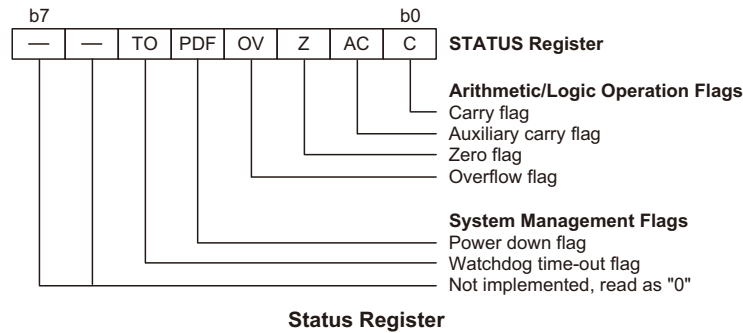 b7 b0
— — TO PDF OV Z AC C STATUS Register
Arithmetic/Logic Operation Flags
Carry flag
Auxiliary carry flag
Zero flag
Overflow flag
System Management Flags
Power down flag
Watchdog time-out flag
Not implemented, read as "0"
Status Register